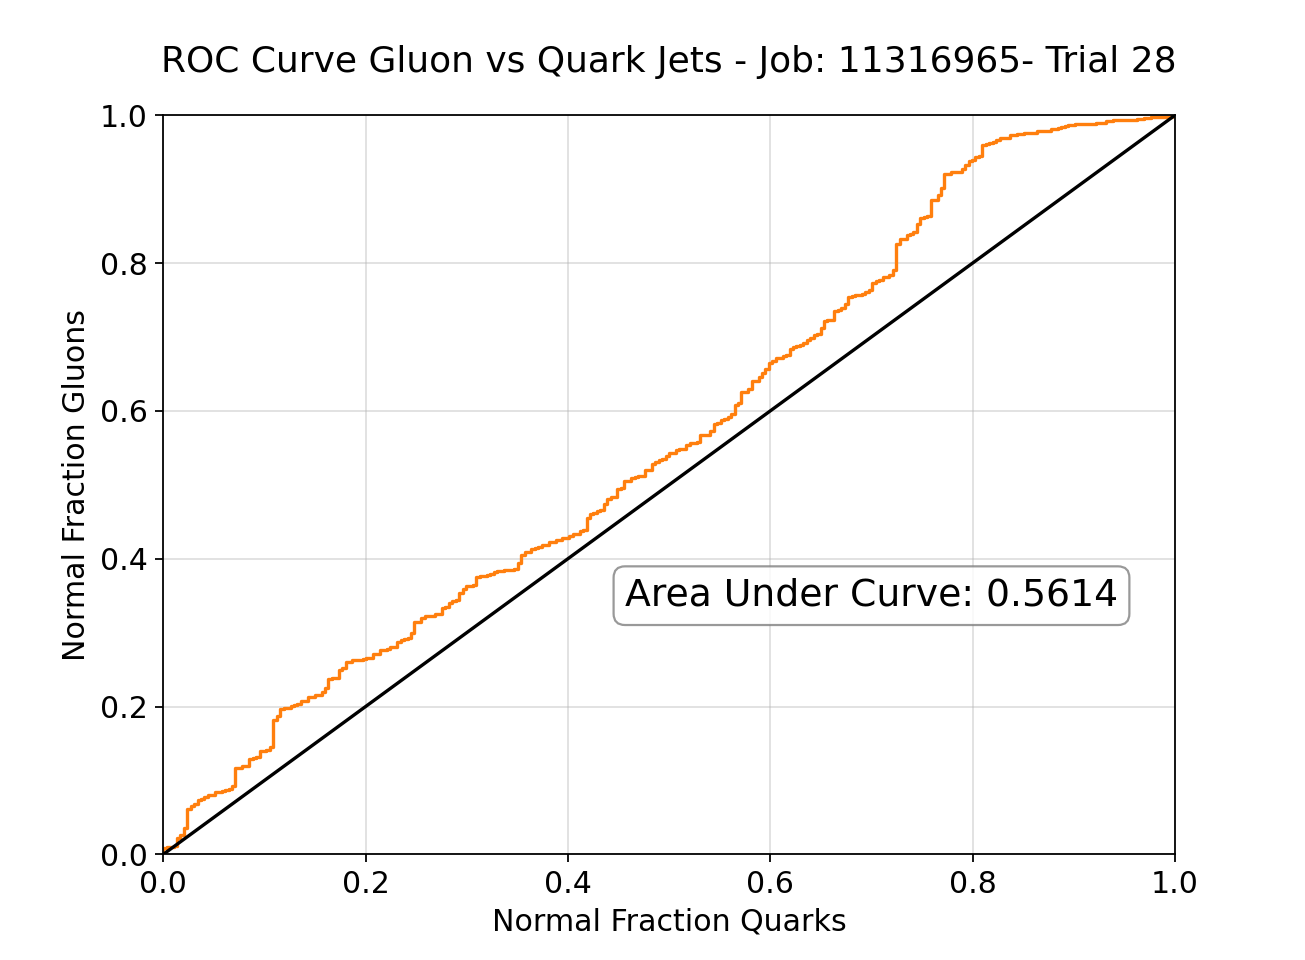 ROC Curve Gluon vs Quark Jets - Job: 11316965- Trial 28
1.0
0.8
0.6
0.4
0.2
0.0
Normal Fraction Gluons
Area Under Curve: 0.5614
0.0 0.2 0.4 0.6 0.8 1.0
Normal Fraction Quarks